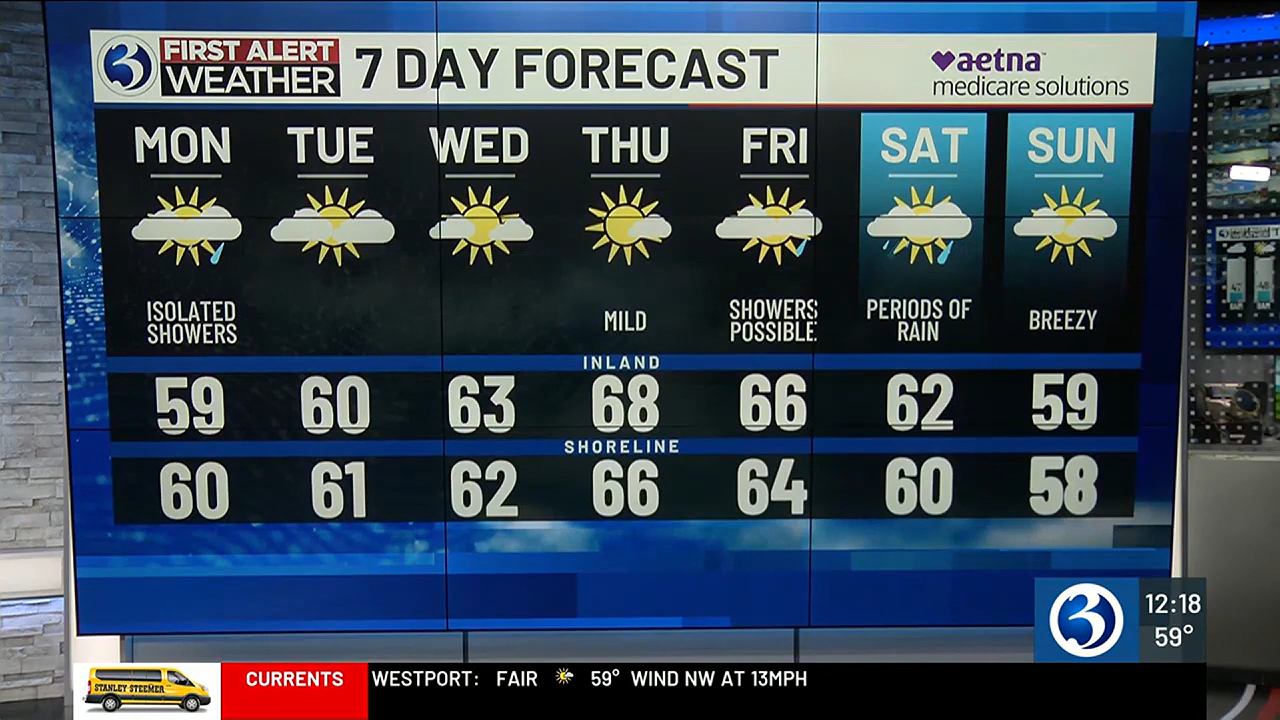 3 FIRST ALERT
WEATHER
7 DAY FORECAST
aetna™
medicare solutions
MON TUE WED THU FRI SAT SUN
ISOLATED
SHOWERS
MILD
SHOWERS
POSSIBLE
PERIODS OF
RAIN
BREEZY
INLAND
59 60 63 68 66 62 59
SHORELINE
60 61 62 66 64 60 58
3
12:18
59°
STANLEY STEEMER
CURRENTS WESTPORT: FAIR 59° WIND NW AT 13MPH